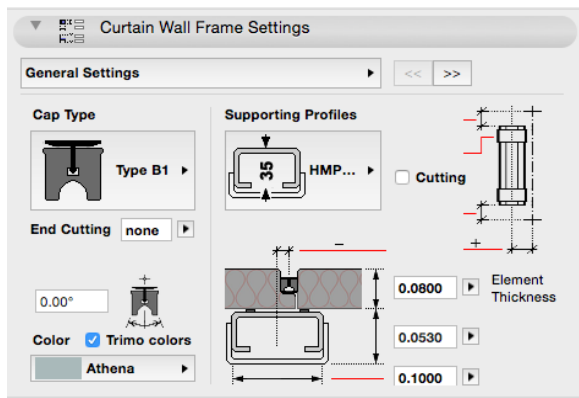 Curtain Wall Frame Settings
General Settings
<< >>
Cap Type
Supporting Profiles
Type B1
35
HMP...
Cutting
End Cutting none
0.00°
Color Trimo colors
Athena
0.0800
Element
Thickness
0.0530
0.1000